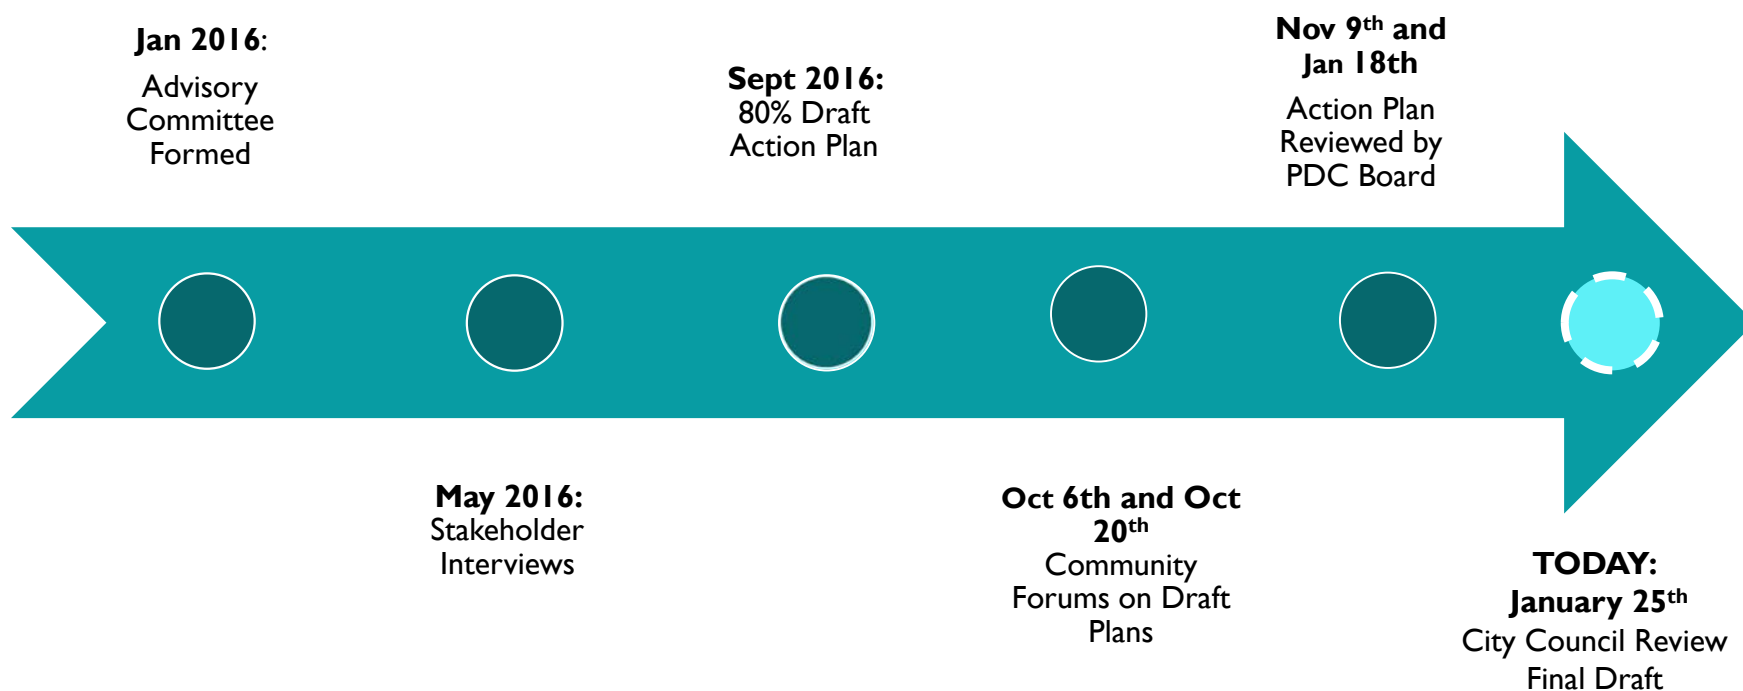 Jan 2016:
Advisory
Committee
Formed
May 2016:
Stakeholder
Interviews
Sept 2016:
80% Draft
Action Plan
Oct 6th and Oct
20th
Community
Forums on Draft
Plans
Nov 9th and
Jan 18th
Action Plan
Reviewed by
PDC Board
TODAY:
January 25th
City Council Review
Final Draft